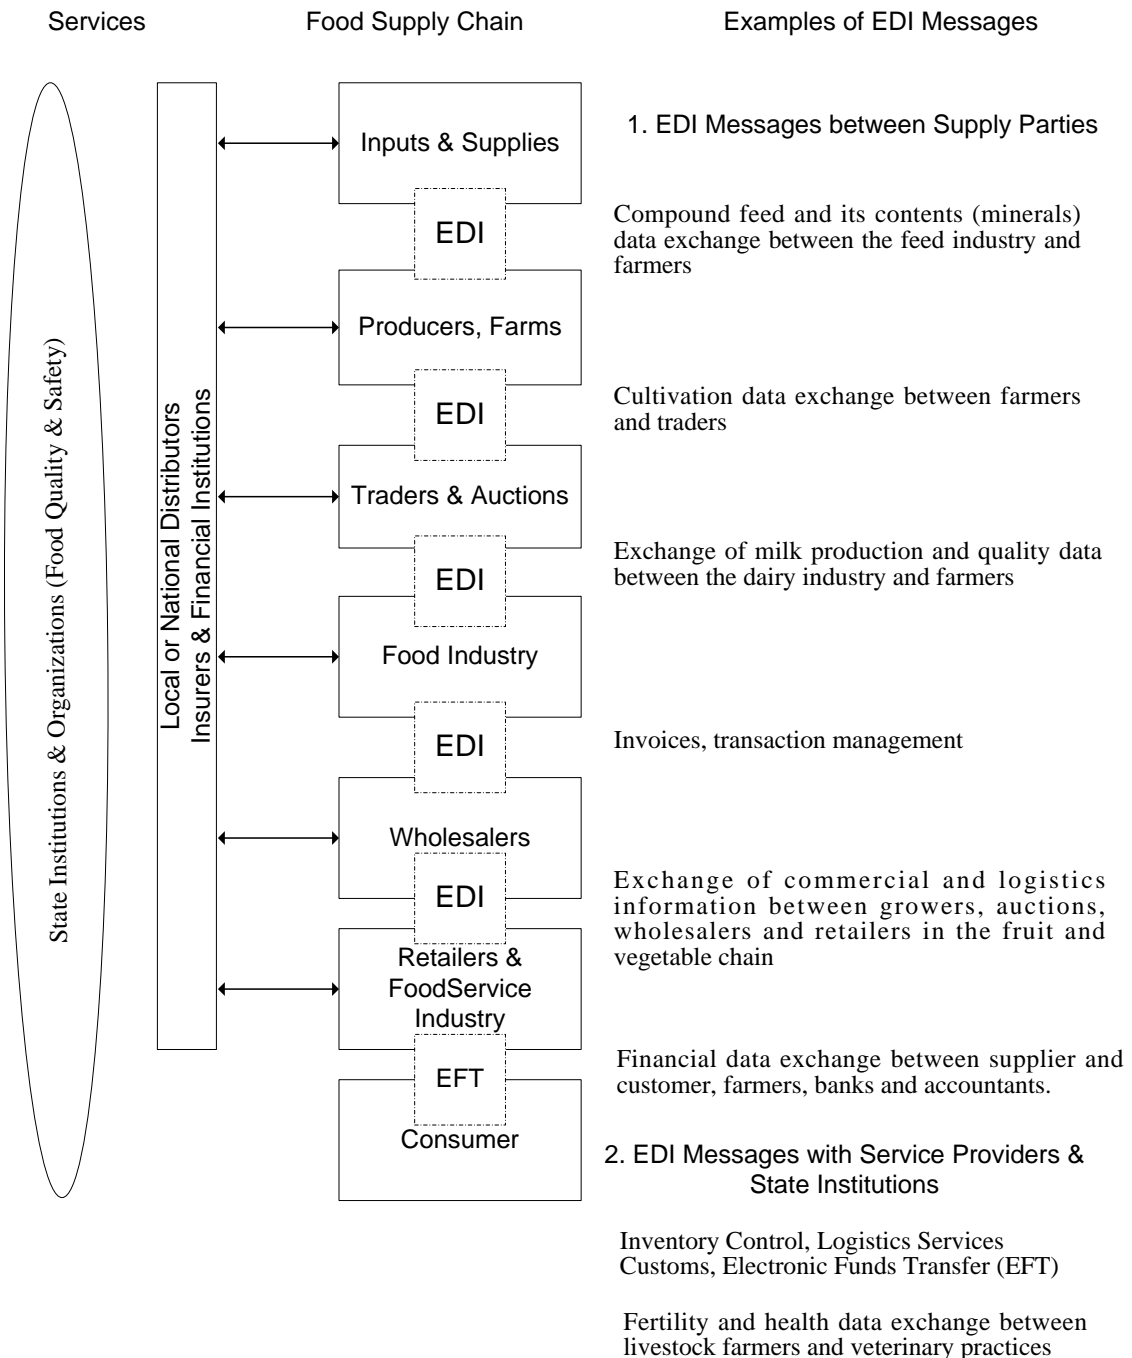 Services
Food Supply Chain
Examples of EDI Messages
State Institutions & Organizations (Food Quality & Safety)
Local or National Distributors
Insurers & Financial Institutions
Inputs & Supplies
EDI
Producers, Farms
EDI
Traders & Auctions
EDI
Food Industry
EDI
Wholesalers
EDI
Retailers &
FoodService
Industry
EFT
Consumer
1. EDI Messages between Supply Parties
Compound feed and its contents (minerals)
data exchange between the feed industry and
farmers
Cultivation data exchange between farmers
and traders
Exchange of milk production and quality data
between the dairy industry and farmers
Invoices, transaction management
Exchange of commercial and logistics
information between growers, auctions,
wholesalers and retailers in the fruit and
vegetable chain
Financial data exchange between supplier and
customer, farmers, banks and accountants.
2. EDI Messages with Service Providers &
State Institutions
Inventory Control, Logistics Services
Customs, Electronic Funds Transfer (EFT)
Fertility and health data exchange between
livestock farmers and veterinary practices